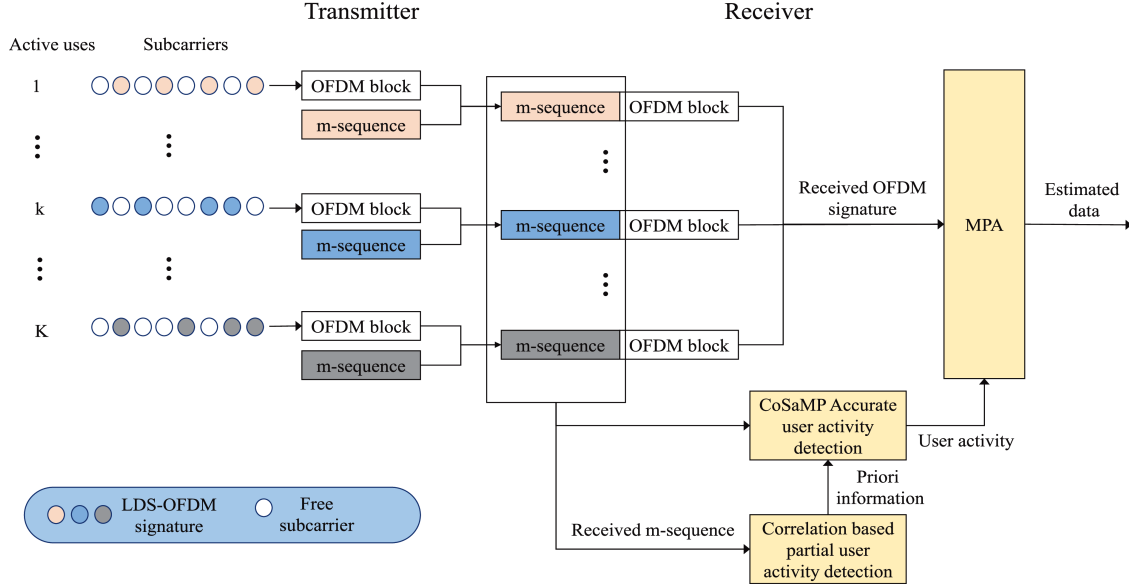 Transmitter
Receiver
Active uses
Subcarriers
1
OFDM block
m-sequence
m-sequence
OFDM block
k
OFDM block
m-sequence
m-sequence
OFDM block
K
OFDM block
m-sequence
m-sequence
OFDM block
Received OFDM
signature
MPA
Estimated
data
CoSaMP Accurate
user activity
detection
User activity
Priori
information
Received m-sequence
Correlation based
partial user
activity detection
LDS-OFDM
signature
Free
subcarrier